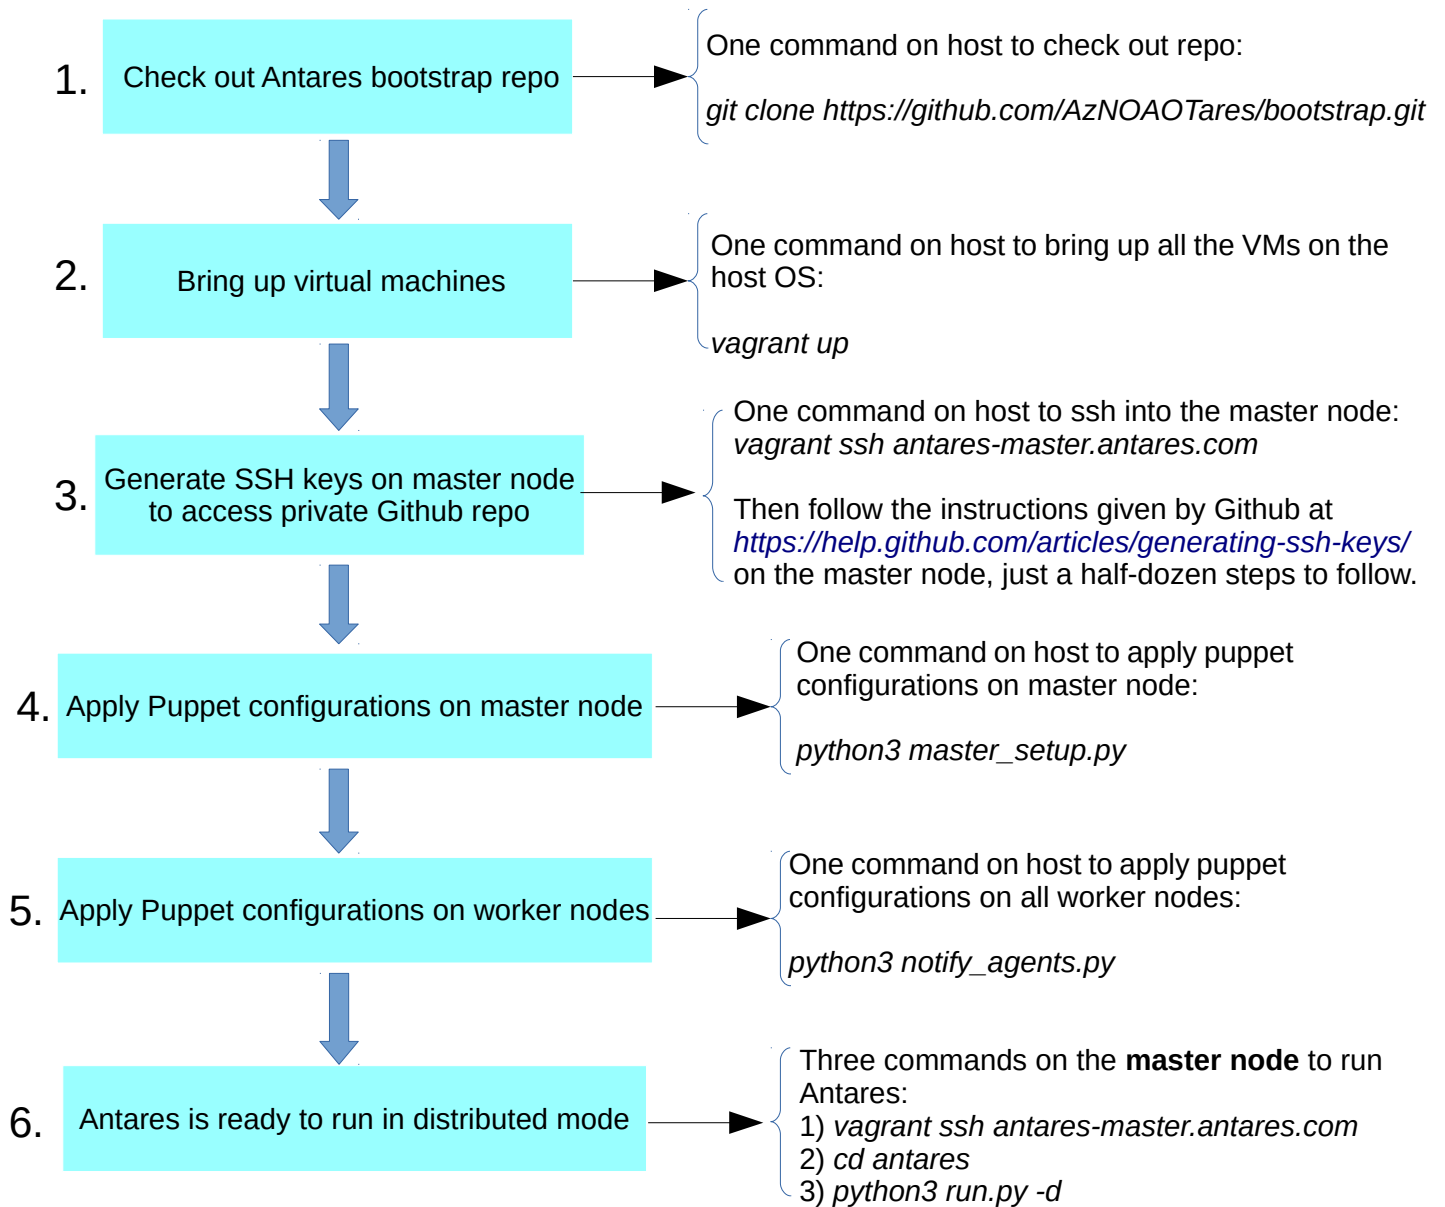 1.
Check out Antares bootstrap repo
One command on host to check out repo:
git clone https://github.com/AzNOAOTares/bootstrap.git
2.
Bring up virtual machines
One command on host to bring up all the VMs on the
host OS:
vagrant up
3.
Generate SSH keys on master node
to access private Github repo
One command on host to ssh into the master node:
vagrant ssh antares-master.antares.com
Then follow the instructions given by Github at
https://help.github.com/articles/generating-ssh-keys/
on the master node, just a half-dozen steps to follow.
4.
Apply Puppet configurations on master node
One command on host to apply puppet
configurations on master node:
python3 master_setup.py
5.
Apply Puppet configurations on worker nodes
One command on host to apply puppet
configurations on all worker nodes:
python3 notify_agents.py
6.
Antares is ready to run in distributed mode
Three commands on the master node to run
Antares:
1) vagrant ssh antares-master.antares.com
2) cd antares
3) python3 run.py -d